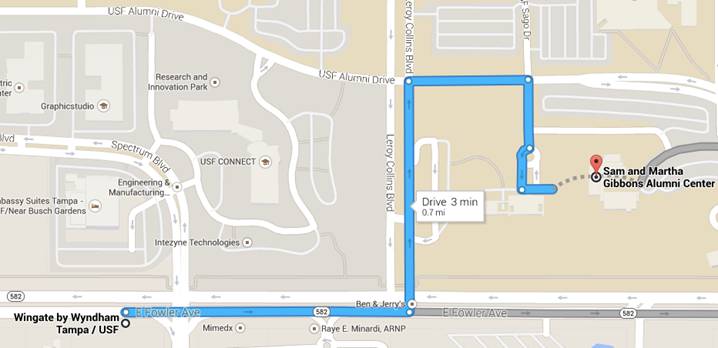 USF Alumni Drive
Leroy Collins Blvd
F Sago Dr
Research and
Innovation Park
USF Alumni Drive
tric
nter
Graphicstudio
Blvd
Spectrum Blvd
USF CONNECT
Leroy Collins Blvd
Sam and Martha
Gibbons Alumni Center
Engineering &
Manufacturing...
nbassy Suites Tampa -
F/Near Busch Gardens
Drive 3 min
0.7 mi
Intezyne Technologies
582
Ben & Jerry's
Wingate by Wyndham
Tampa / USF
E Fowler Ave
582
E Fowler Ave
582
Mimedx
Raye E. Minardi, ARNP